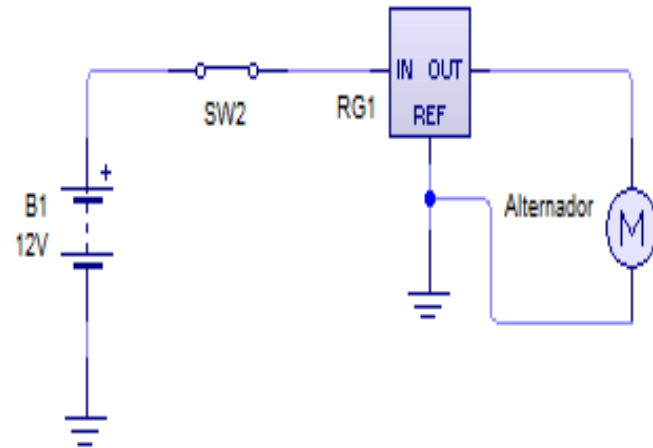 IN OUT
REF
RG1
SW2
+
B1
12V
Alternador
M